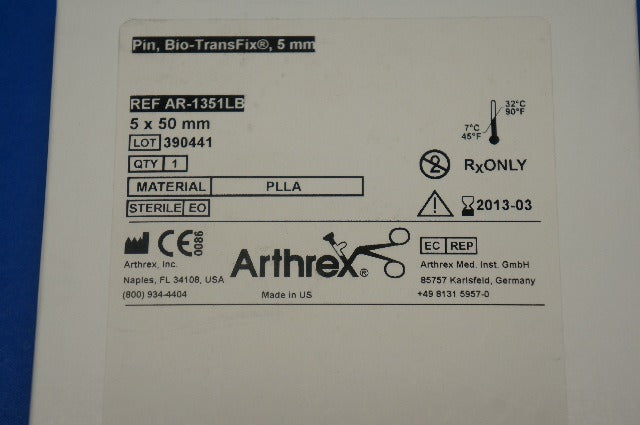 Pin, Bio-TransFix®, 5 mm
REF AR-1351LB
5 x 50 mm
LOT 390441
QTY 1
MATERIAL PLLA
STERILE EO
32°C
90°F
7°C
45°F
2
RxONLY
2013-03
CE
0086
Arthrex, Inc.
Naples, FL 34108, USA
(800) 934-4404
Arthrex®
Made in US
EC REP
Arthrex Med. Inst. GmbH
85757 Karlsfeld, Germany
+49 8131 5957-0